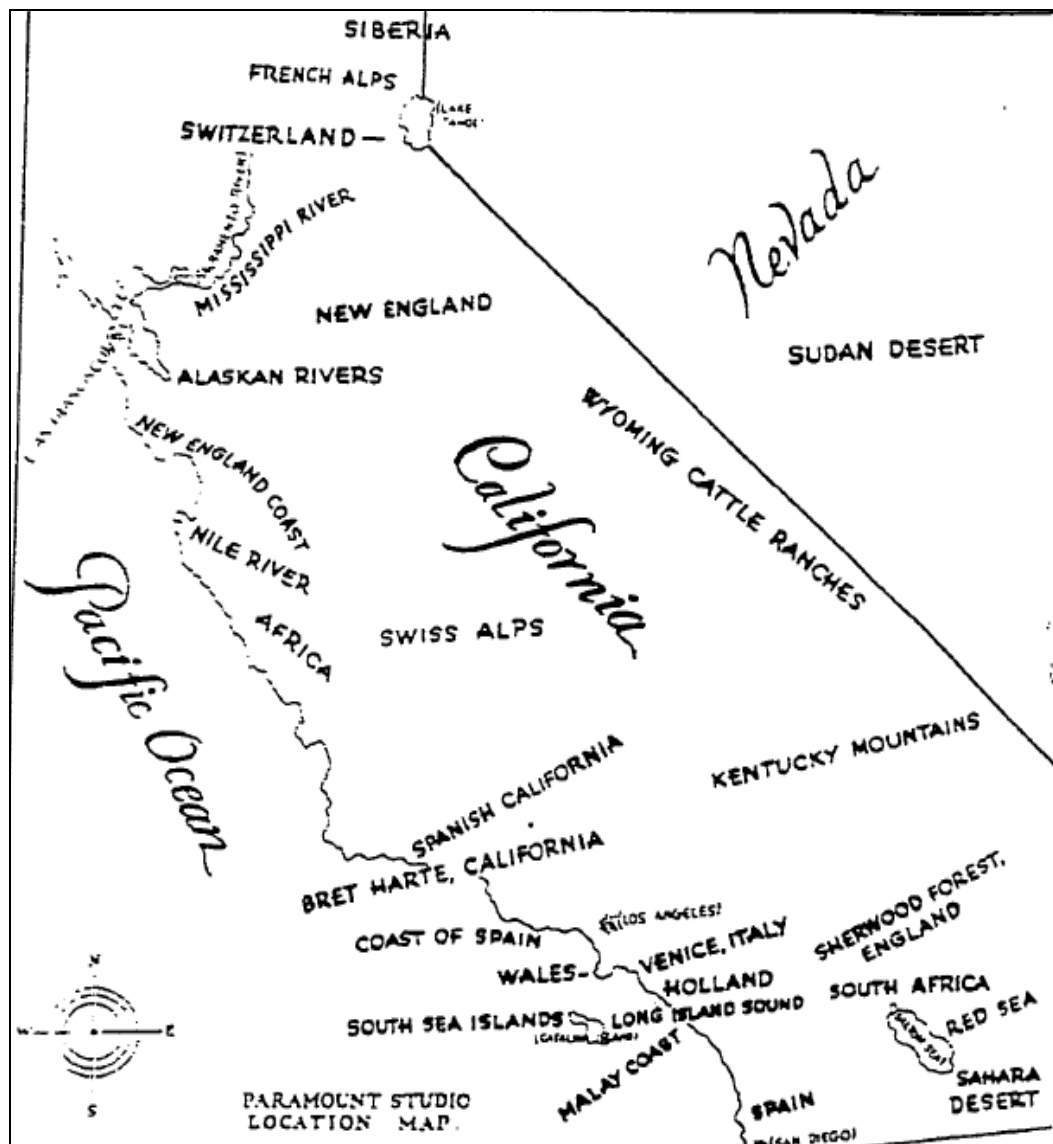 SIBERIA
FRENCH ALPS
(LAKE
SWITZERLAND
MISSISSIPPI RIVER
Nevada
NEW ENGLAND
SUDAN DESERT
ALASKAN RIVERS
WYOMING CATTLE RANCHES
NEW ENGLAND COAST
California
NILE RIVER
Pacific Ocean
AFRICA
SWISS ALPS
KENTUCKY MOUNTAINS
SPANISH CALIFORNIA
BRET HARTE, CALIFORNIA
(LOS ANGELES)
SHERWOOD FOREST,
ENGLAND
COAST OF SPAIN
VENICE, ITALY
WALES
HOLLAND
SOUTH AFRICA
SOUTH SEA ISLANDS
LONG ISLAND SOUND
RED SEA
MALAY COAST
SAHARA
DESERT
SPAIN
(SAN DIEGO)
N
W
E
S
PARAMOUNT STUDIO
LOCATION MAP.